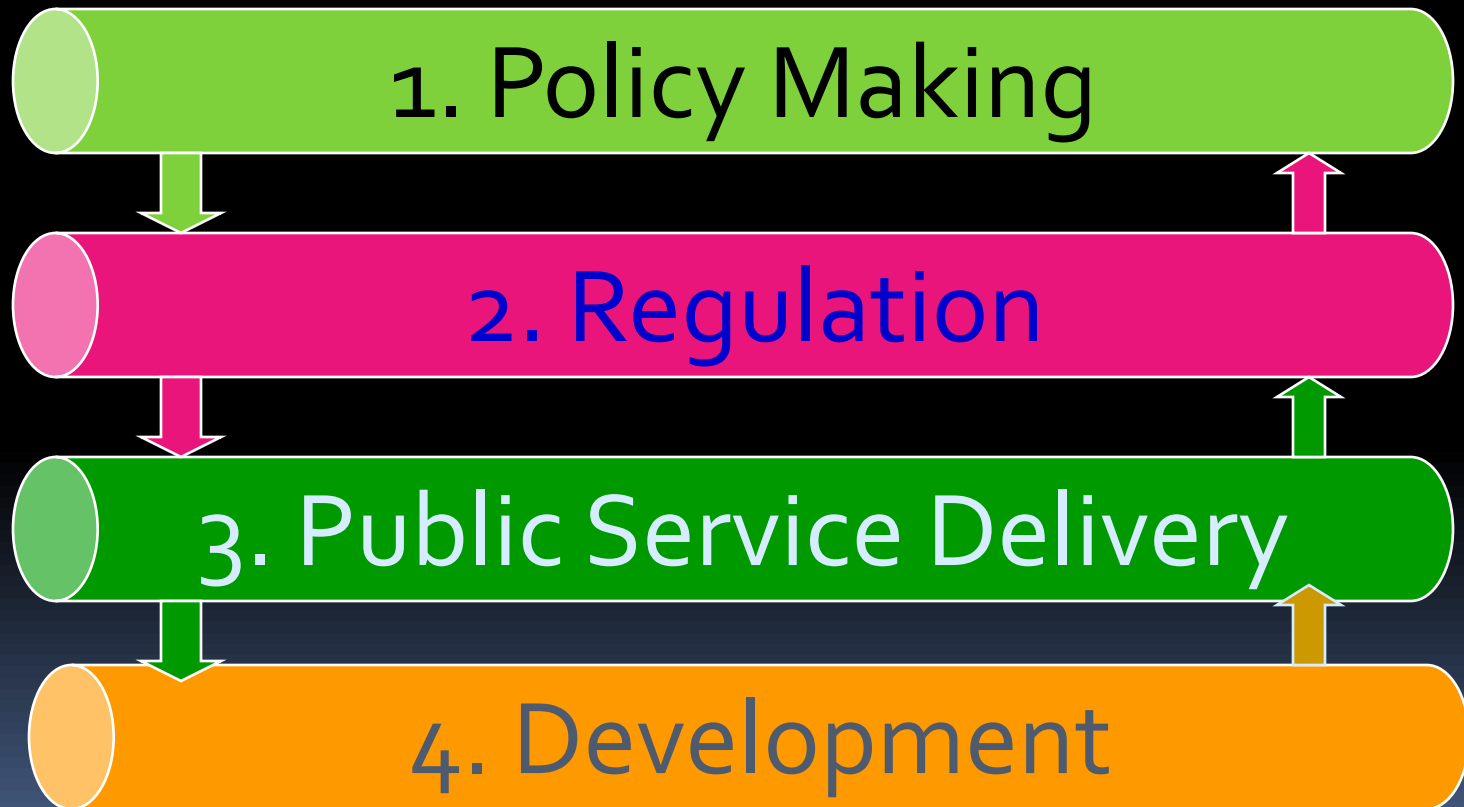 1. Policy Making
2. Regulation
3. Public Service Delivery
4. Development